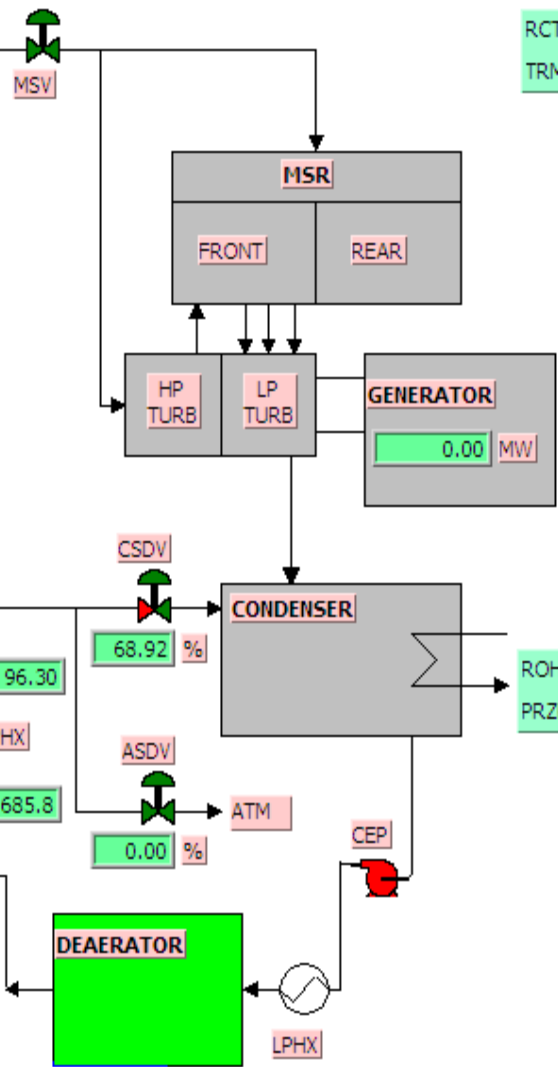 RCT
TRM
MSV
MSR
FRONT
REAR
HP
TURB
LP
TURB
GENERATOR
0.00 MW
CSDV
CONDENSER
68.92 %
96.30
ROH
PRZ
HX
ASDV
685.8
ATM
0.00 %
CEP
DEAERATOR
LPHX